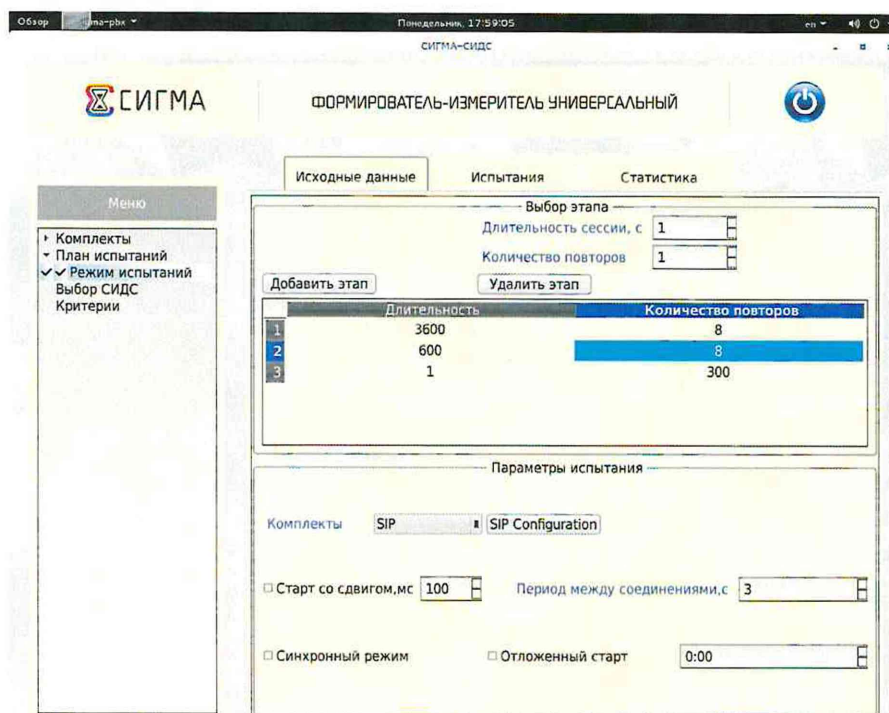 Обзор
Понедельник, 17:59:05
en
СИГМА-СИДС
СИГМА
ФОРМИРОВАТЕЛЬ-ИЗМЕРИТЕЛЬ УНИВЕРСАЛЬНЫЙ
Исходные данные Испытания Статистика
Меню
Комплекты
План испытаний
Режим испытаний
Выбор СИДС
Критерии
Выбор этапа
Длительность сессии, с 1
Количество повторов 1
Добавить этап Удалить этап
Длительность Количество повторов
1 3600 8
2 600 8
3 1 300
Параметры испытания
Комплекты SIP SIP Configuration
Старт со сдвигом,мс 100 Период между соединениями,с 3
Синхронный режим Отложенный старт 0:00